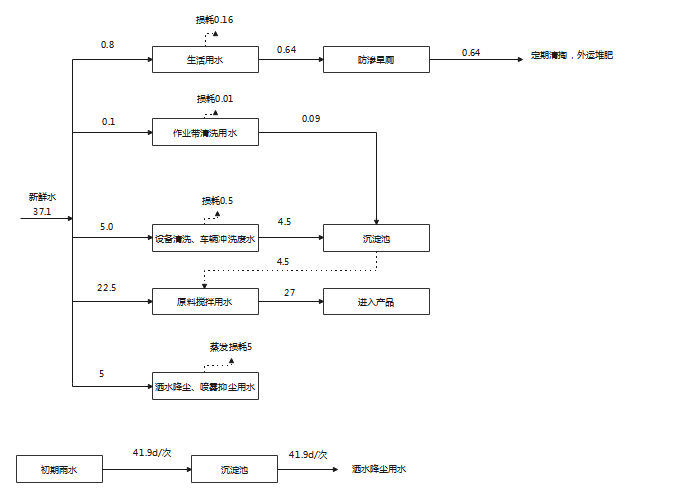 损耗0.16
0.8
生活用水
0.64
防渗旱厕
0.64
定期清掏，外运堆肥
损耗0.01
0.1
作业带清洗用水
0.09
新鲜水
37.1
损耗0.5
5.0
设备清洗、车辆冲洗废水
4.5
沉淀池
4.5
22.5
原料搅拌用水
27
进入产品
蒸发损耗5
5
洒水降尘、喷雾抑尘用水
初期雨水
41.9d/次
沉淀池
41.9d/次
洒水降尘用水